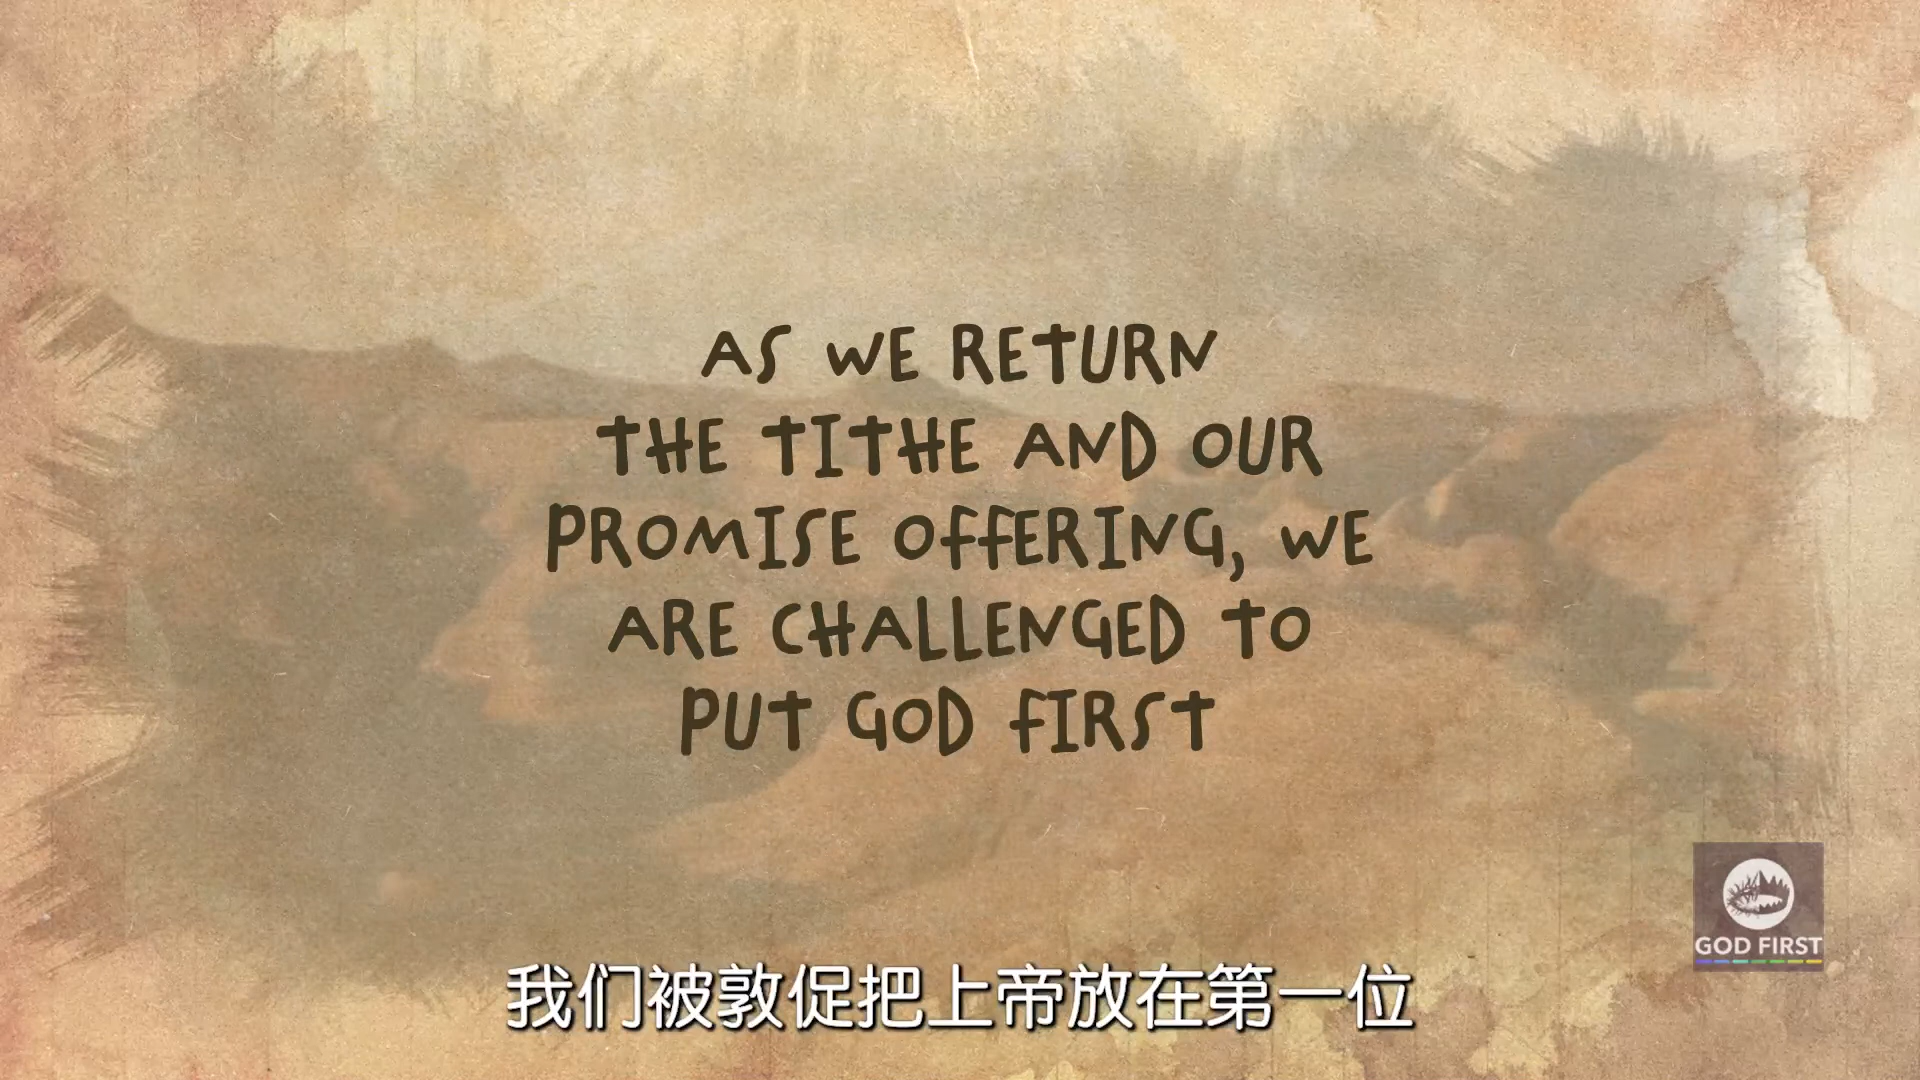 AS WE RETURN
THE TITHE AND OUR
PROMISE OFFERING, WE
ARE CHALLENGED TO
PUT GOD FIRST
GOD FIRST
我们被敦促把上帝放在第一位